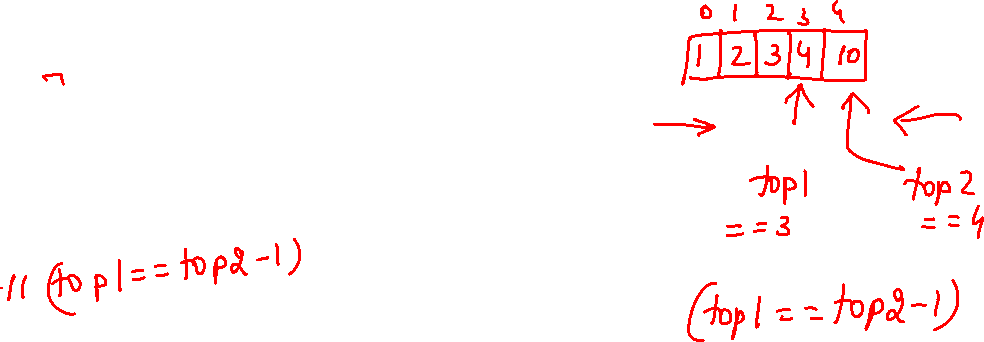 0 1 2 3 4
1 2 3 4 10
top1 top2
==3 ==4
|| (top1==top2-1)
(top1==top2-1)